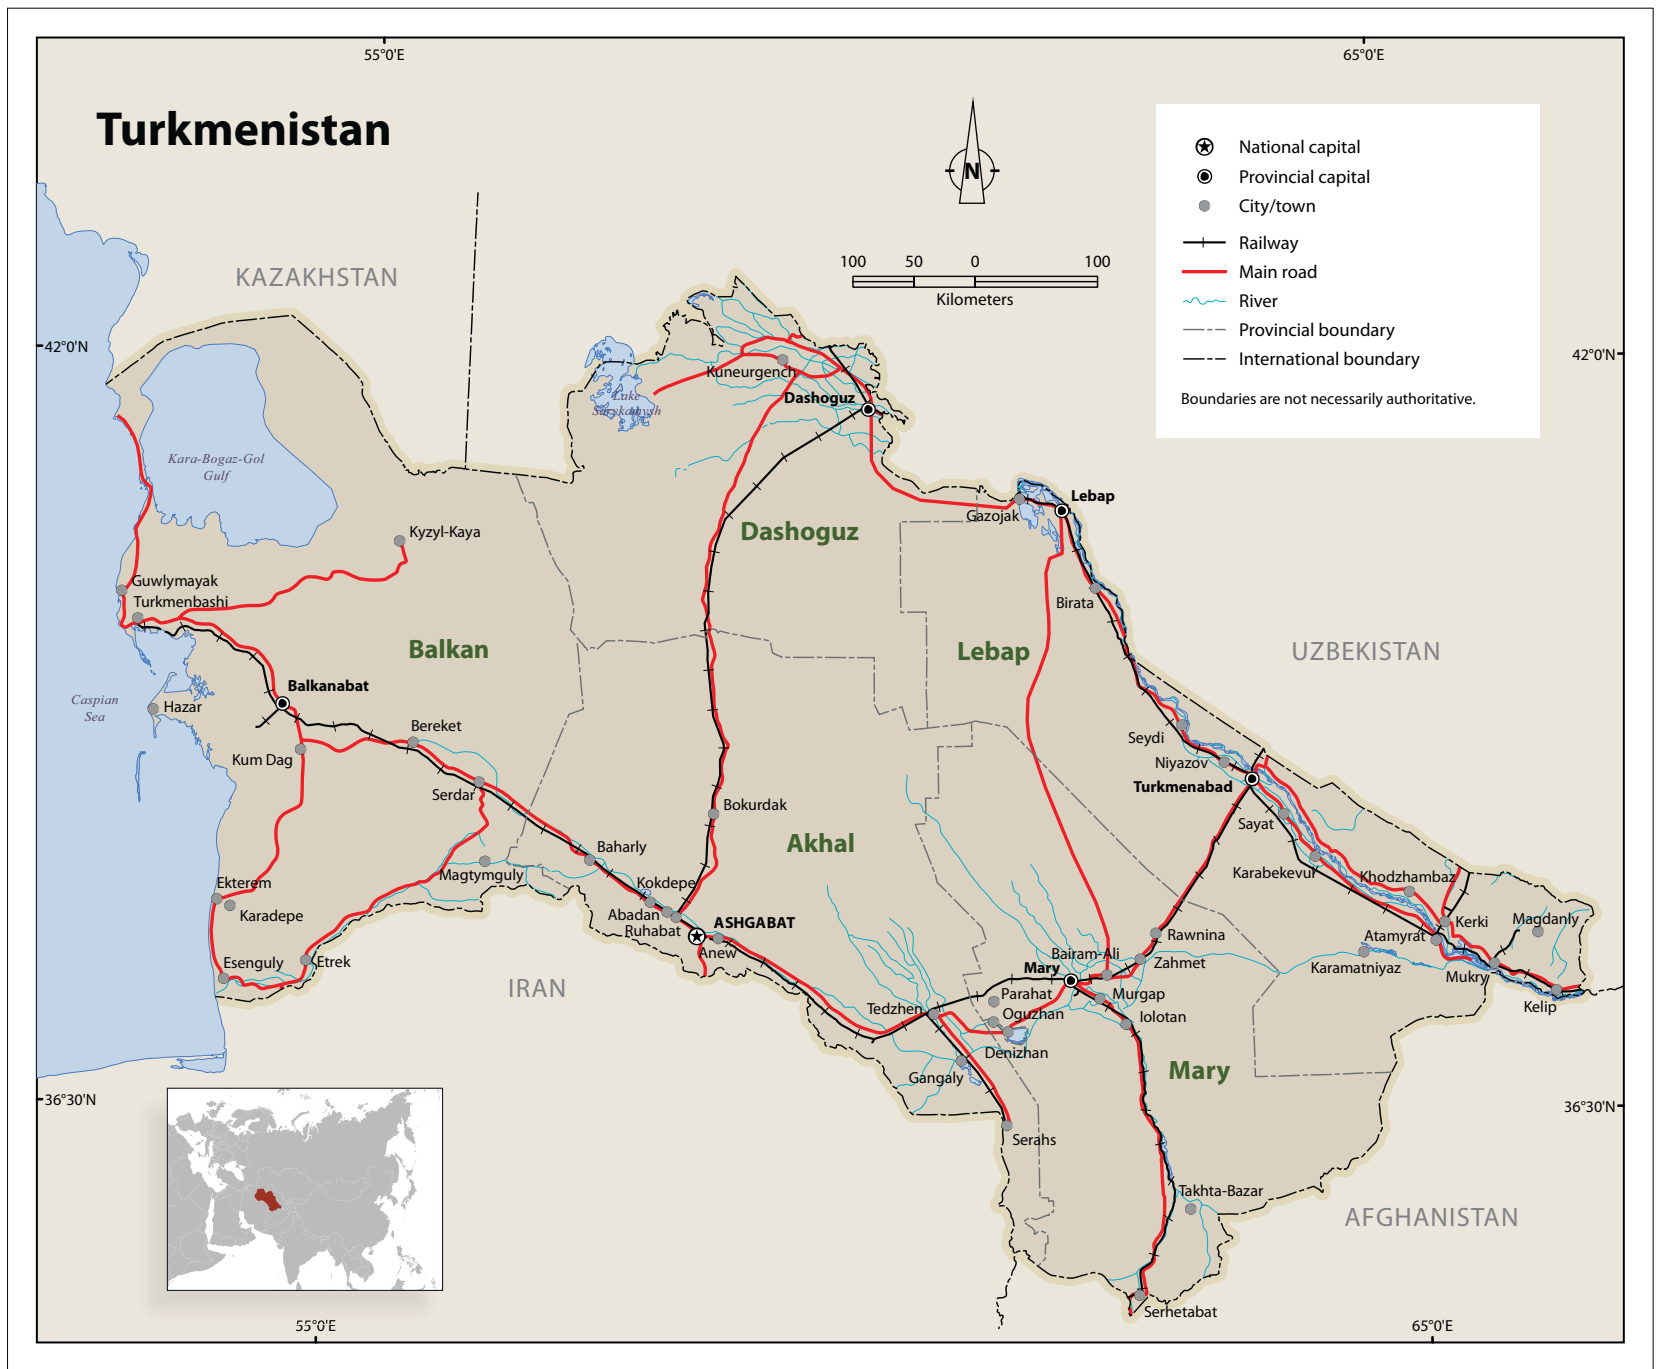 55°0'E
65°0'E
Turkmenistan
N
National capital
Provincial capital
City/town
Railway
Main road
River
Provincial boundary
International boundary
Boundaries are not necessarily authoritative.
100 50 0 100
Kilometers
KAZAKHSTAN
42°0'N
42°0'N
Kuneurgench
Dashoguz
Lake
Sarykamysh
Kara-Bogaz-Gol
Gulf
Lebap
Gazojak
Kyzyl-Kaya
Dashoguz
Guwlymayak
Turkmenbashi
Birata
Balkan
Lebap
UZBEKISTAN
Balkanabat
Caspian
Sea
Hazar
Bereket
Kum Dag
Seydi
Niyazov
Turkmenabad
Serdar
Bokurdak
Sayat
Akhal
Baharly
Magtymguly
Karabekevur
Khodzhambaz
Ekterem
Karadepe
Kokdepe
Abadan
Ruhabat
ASHGABAT
Anew
Kerki
Magdanly
Atamyrat
Rawnina
Bairam-Ali
Zahmet
Mary
Karamatniyaz
Mukry
Kelip
Esenguly
Etrek
IRAN
Parahat
Murgap
Tedzhen
Oguzhan
Iolotan
Denizhan
Gangaly
Mary
36°30'N
36°30'N
Serahs
Takhta-Bazar
AFGHANISTAN
Serhetabat
55°0'E
65°0'E